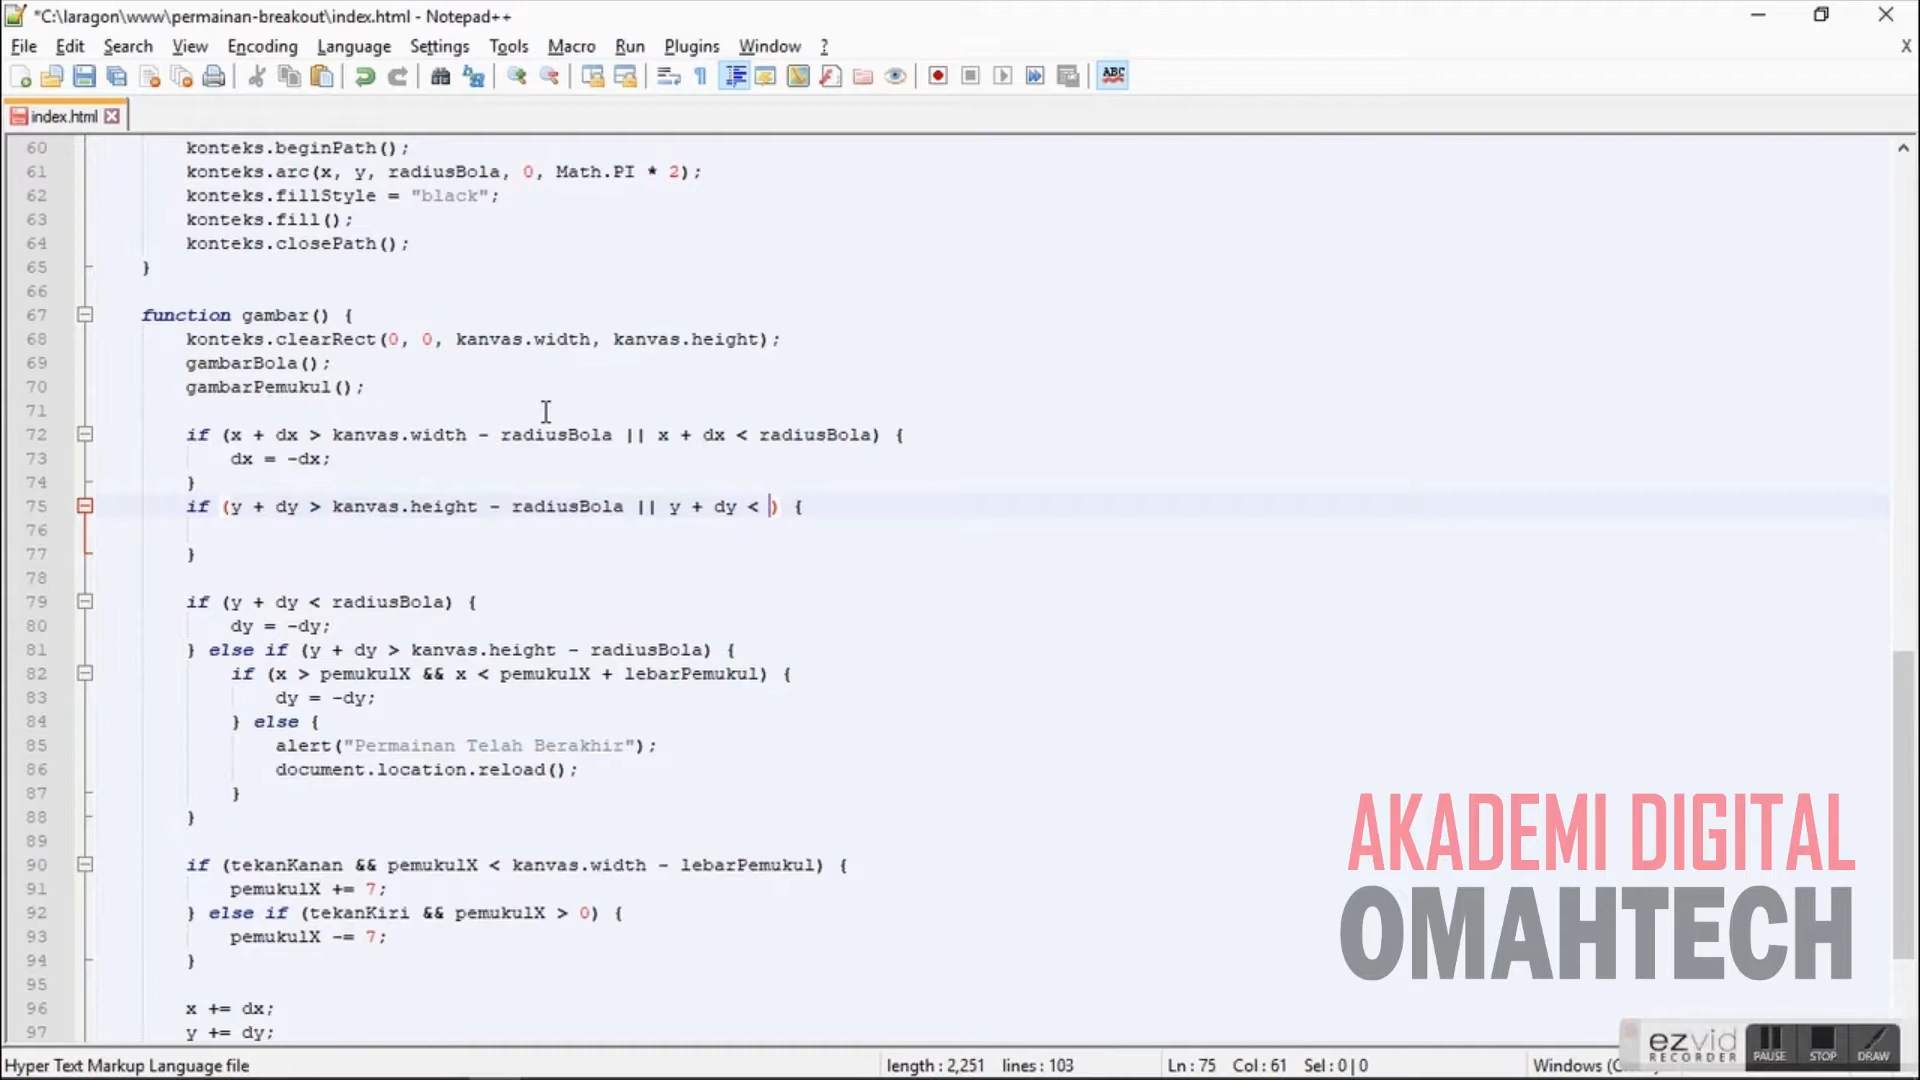 *C:\laragon\www\permainan-breakout\index.html - Notepad++
File Edit Search View Encoding Language Settings Tools Macro Run Plugins Window ? X
ABC
index.html
60 konteks.beginPath();
61 konteks.arc(x, y, radiusBola, 0, Math.PI * 2);
62 konteks.fillStyle = "black";
63 konteks.fill();
64 konteks.closePath();
65 }
66
67 function gambar() {
68 konteks.clearRect(0, 0, kanvas.width, kanvas.height);
69 gambarBola();
70 gambarPemukul();
71
72 if (x + dx > kanvas.width - radiusBola || x + dx < radiusBola) {
73 dx = -dx;
74 }
75 if (y + dy > kanvas.height - radiusBola || y + dy < ) {
76
77 }
78
79 if (y + dy < radiusBola) {
80 dy = -dy;
81 } else if (y + dy > kanvas.height - radiusBola) {
82 if (x > pemukulX && x < pemukulX + lebarPemukul) {
83 dy = -dy;
84 } else {
85 alert("Permainan Telah Berakhir");
86 document.location.reload();
87 }
88 }
89
90 if (tekanKanan && pemukulX < kanvas.width - lebarPemukul) {
91 pemukulX += 7;
92 } else if (tekanKiri && pemukulX > 0) {
93 pemukulX -= 7;
94 }
95
96 x += dx;
97 y += dy;
AKADEMI DIGITAL
OMAHTECH
ezvid
RECORDER
PAUSE STOP DRAW
Hyper Text Markup Language file length : 2,251 lines : 103 Ln : 75 Col : 61 Sel : 0 | 0 Windows (C